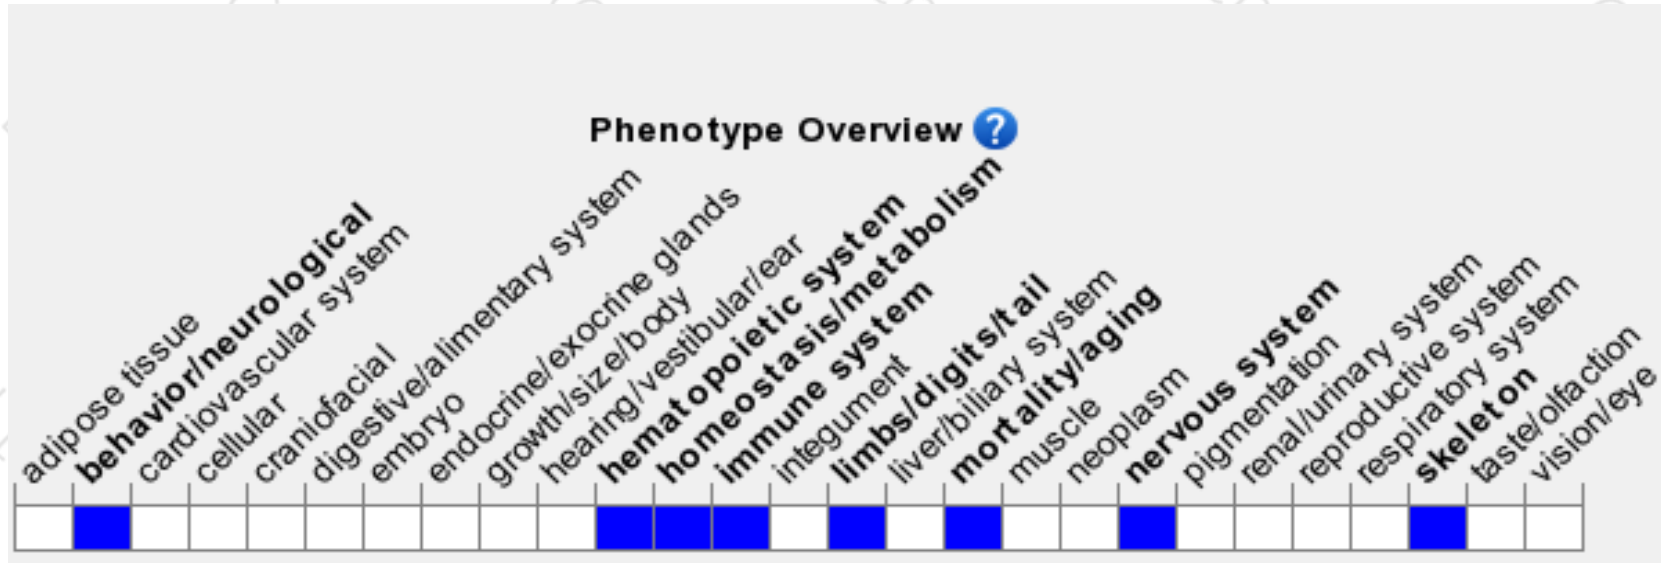 Phenotype Overview ?
adipose tissue
behavior/neurological
cardiovascular system
cellular
craniofacial
digestive/alimentary system
embryo
endocrine/exocrine glands
growth/size/body
hearing/vestibular/ear
hematopoietic system
homeostasis/metabolism
immune system
integument
limbs/digits/tail
liver/biliary system
mortality/aging
muscle
neoplasm
nervous system
pigmentation
renal/urinary system
reproductive system
respiratory system
skeleton
taste/olfaction
vision/eye